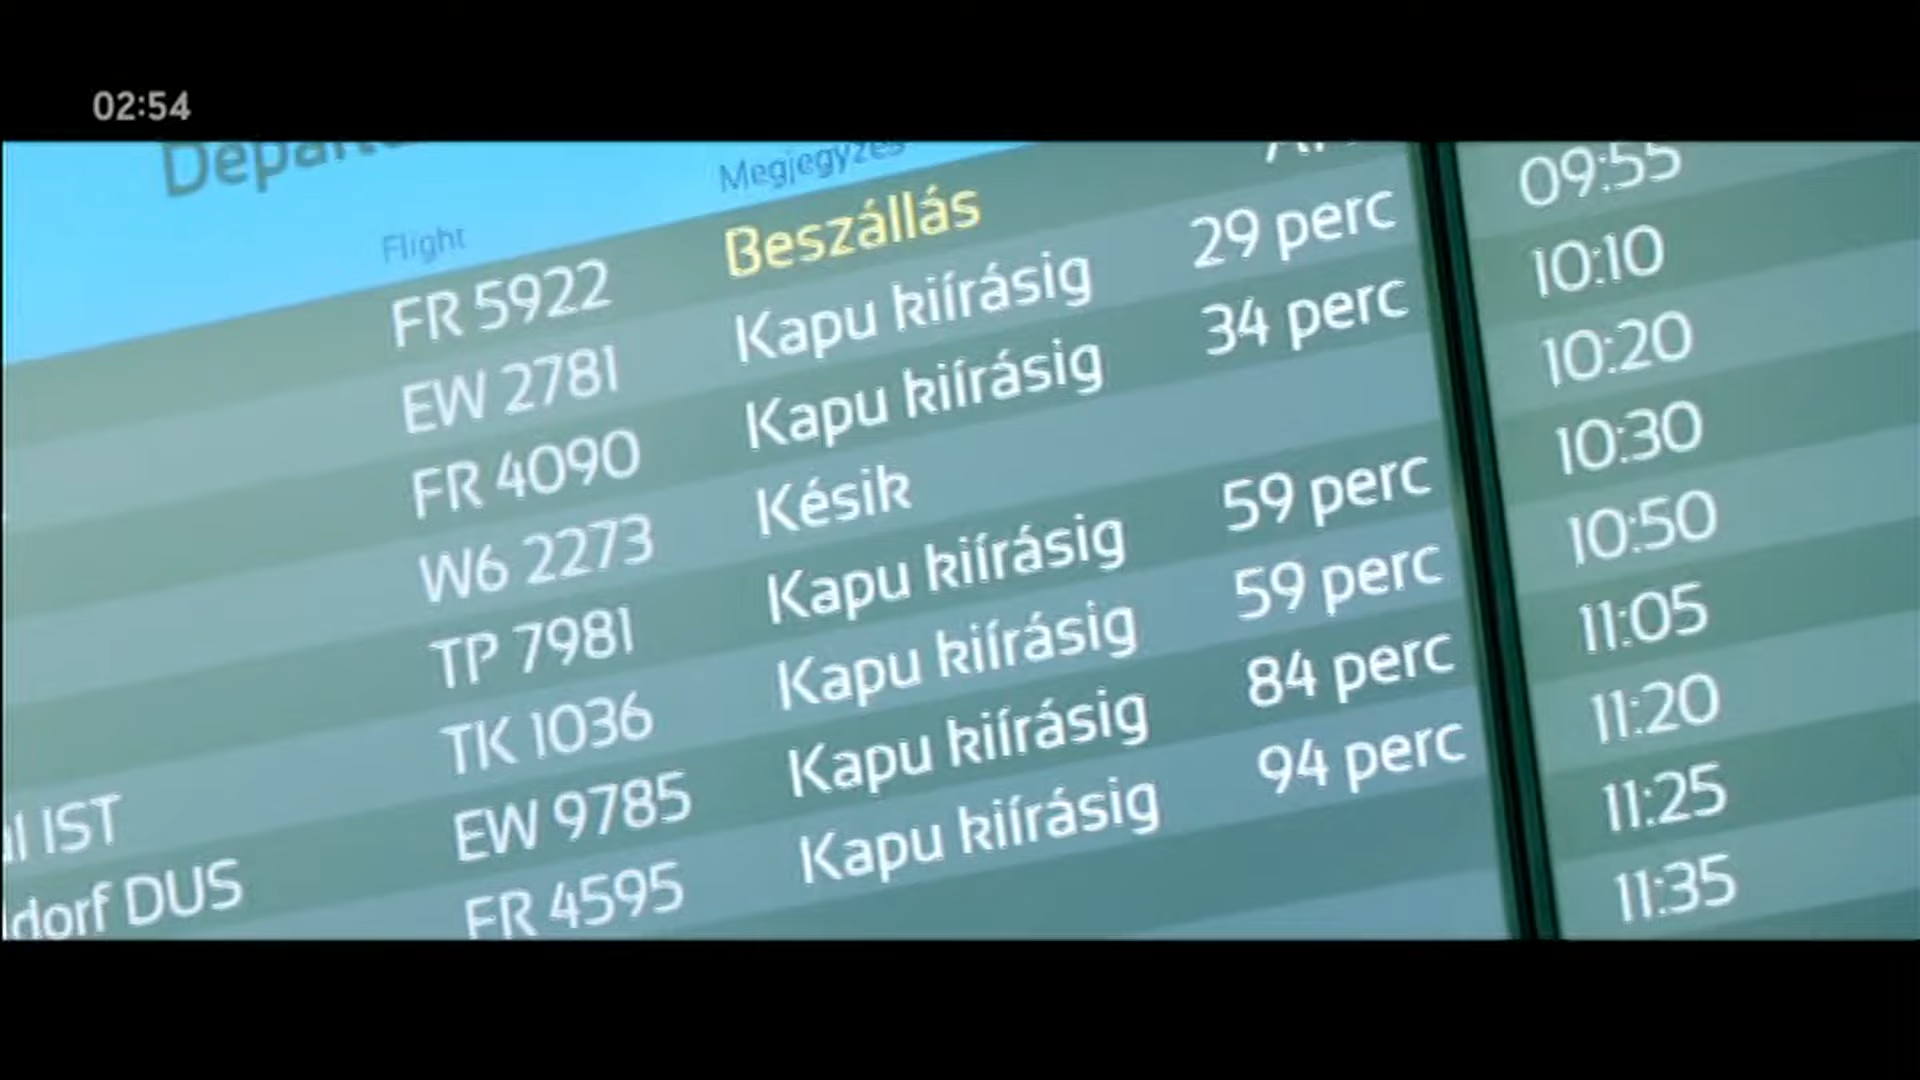 02:54
Megjegyzés
Flight
FR 5922 Beszállás
EW 2781 Kapu kiírásig 29 perc
FR 4090 Kapu kiírásig 34 perc
W6 2273 Késik
TP 7981 Kapu kiírásig 59 perc
IST TK 1036 Kapu kiírásig 59 perc
dorf DUS EW 9785 Kapu kiírásig 84 perc
FR 4595 Kapu kiírásig 94 perc
09:55
10:10
10:20
10:30
10:50
11:05
11:20
11:25
11:35